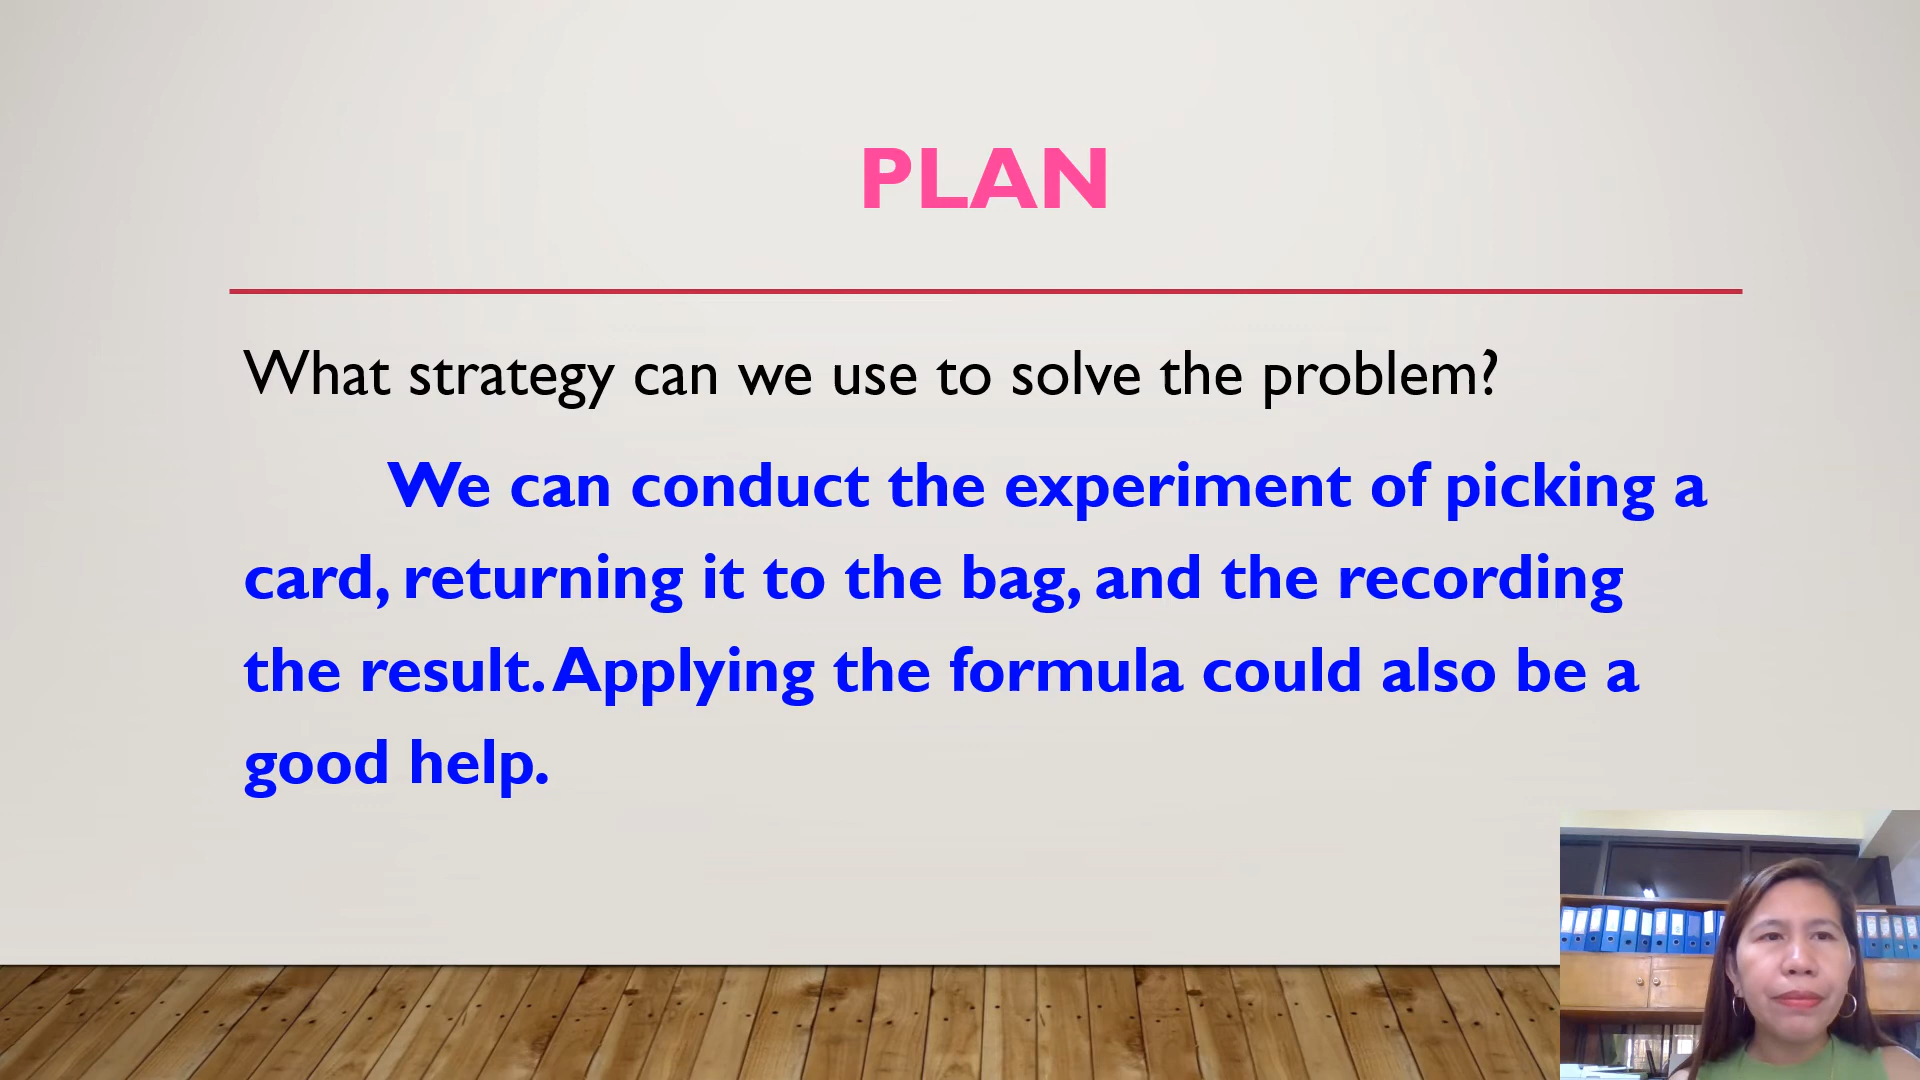 PLAN
What strategy can we use to solve the problem?
We can conduct the experiment of picking a
card, returning it to the bag, and the recording
the result. Applying the formula could also be a
good help.